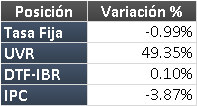 Posición Variación %
Tasa Fija -0.99%
UVR 49.35%
DTF-IBR 0.10%
IPC -3.87%